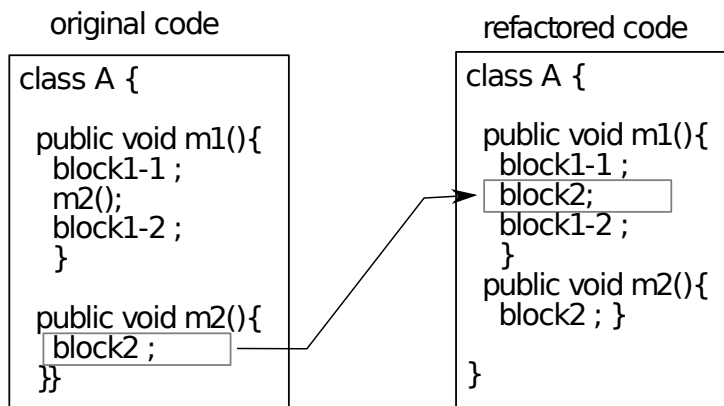 original code
class A {
public void m1(){
block1-1 ;
m2();
block1-2 ;
}
public void m2(){
block2 ;
}}
refactored code
class A {
public void m1(){
block1-1 ;
block2;
block1-2 ;
}
public void m2(){
block2 ; }
}